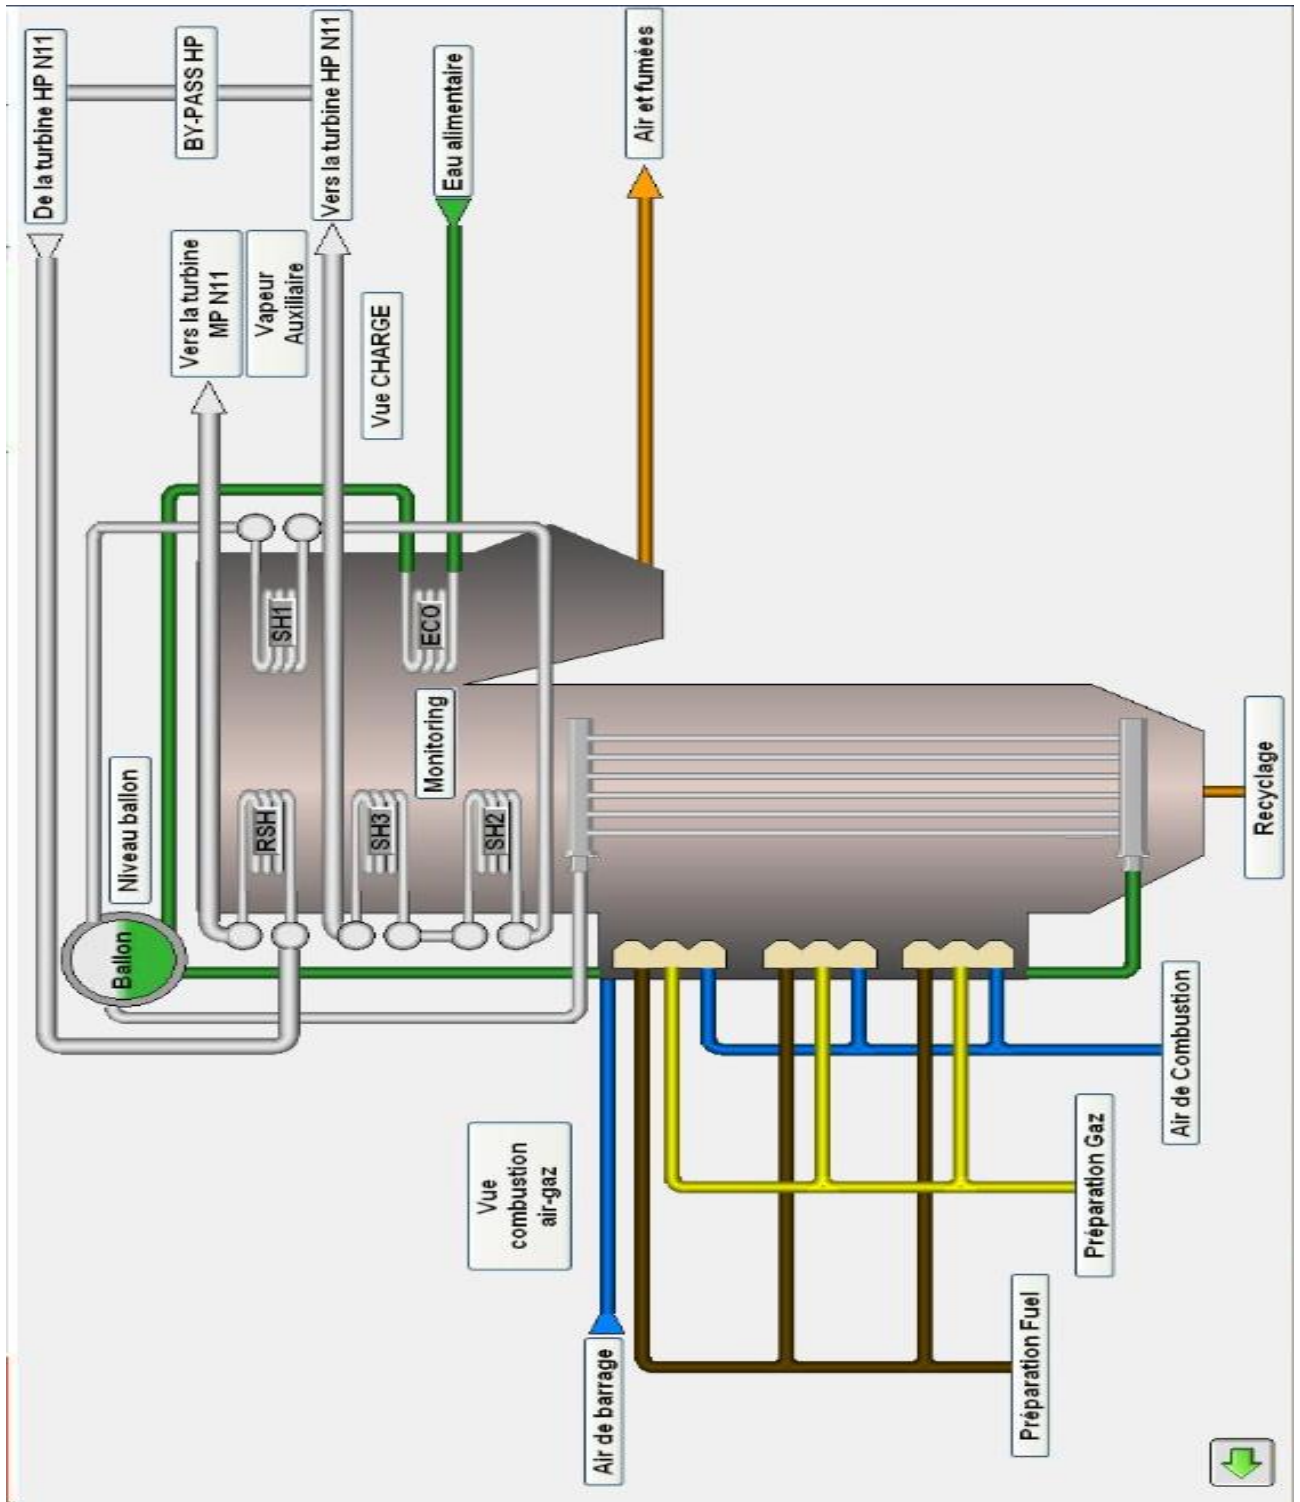 De la turbine HP N11
Niveau ballon
Ballon
BY-PASS HP
Vers la turbine
MP N11
Vapeur
Auxiliaire
RSH
SH1
Vers la turbine HP N11
SH3
Vue CHARGE
Monitoring
ECO
Eau alimentaire
SH2
Vue
combustion
air-gaz
Air de barrage
Air et fumées
Préparation Fuel
Préparation Gaz
Air de Combustion
Recyclage